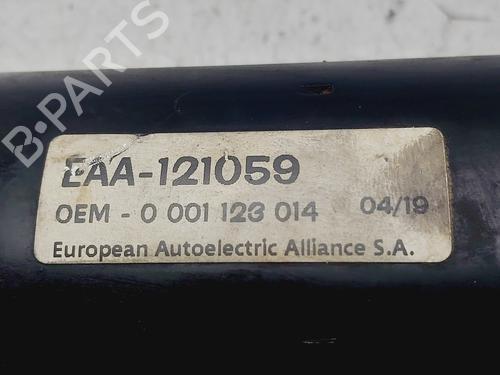 B-PARTS
EAA-121059
OEM - 0 001 123 014 04/19
European Autoelectric Alliance S.A.